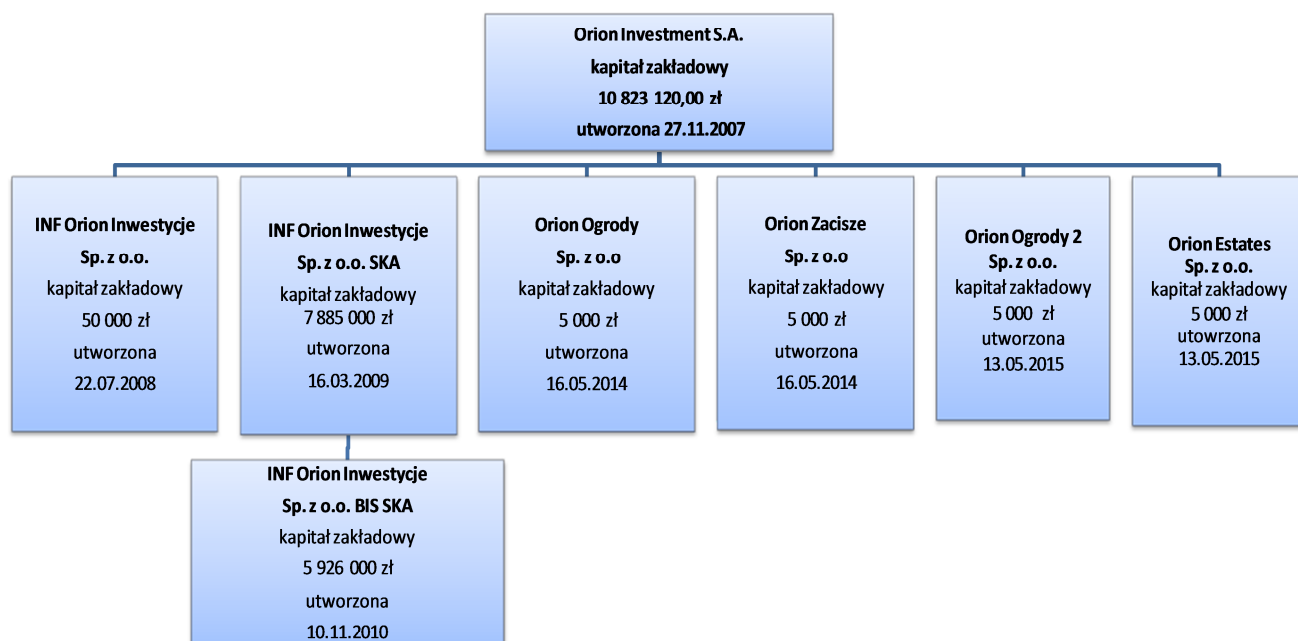 Orion Investment S.A.
kapitał zakładowy
10 823 120,00 zł
utworzona 27.11.2007
INF Orion Inwestycje
Sp. z o.o.
kapitał zakładowy
50 000 zł
utworzona
22.07.2008
INF Orion Inwestycje
Sp. z o.o. SKA
kapitał zakładowy
7 885 000 zł
utworzona
16.03.2009
Orion Ogrody
Sp. z o.o
kapitał zakładowy
5 000 zł
utworzona
16.05.2014
Orion Zacisze
Sp. z o.o
kapitał zakładowy
5 000 zł
utworzona
16.05.2014
Orion Ogrody 2
Sp. z o.o.
kapitał zakładowy
5 000 zł
utworzona
13.05.2015
Orion Estates
Sp. z o.o.
kapitał zakładowy
5 000 zł
utowrzona
13.05.2015
INF Orion Inwestycje
Sp. z o.o. BIS SKA
kapitał zakładowy
5 926 000 zł
utworzona
10.11.2010